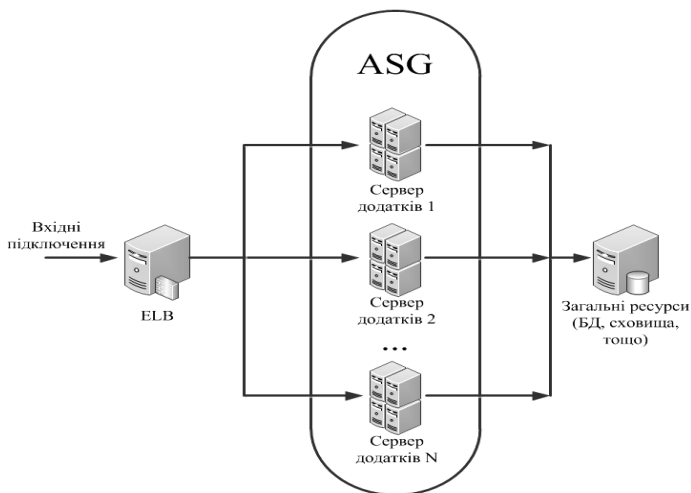 ASG
Сервер
додатків 1
Вхідні
підключення
ELB
Сервер
додатків 2
...
Загальні ресурси
(БД, сховища,
тощо)
Сервер
додатків N